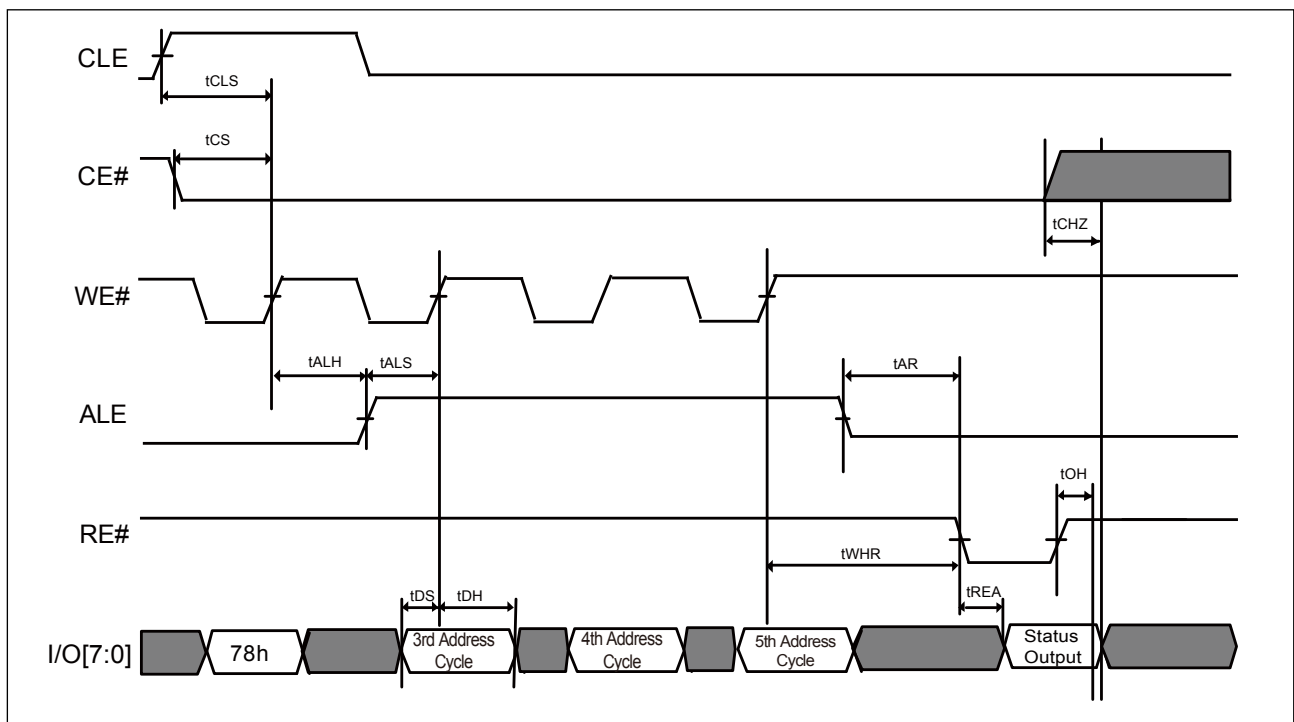 CLE
tCLS
tCS
CE#
tCHZ
WE#
tALH
tALS
tAR
ALE
tOH
RE#
tWHR
tDS
tDH
tREA
I/O[7:0]
78h
3rd Address
Cycle
4th Address
Cycle
5th Address
Cycle
Status
Output